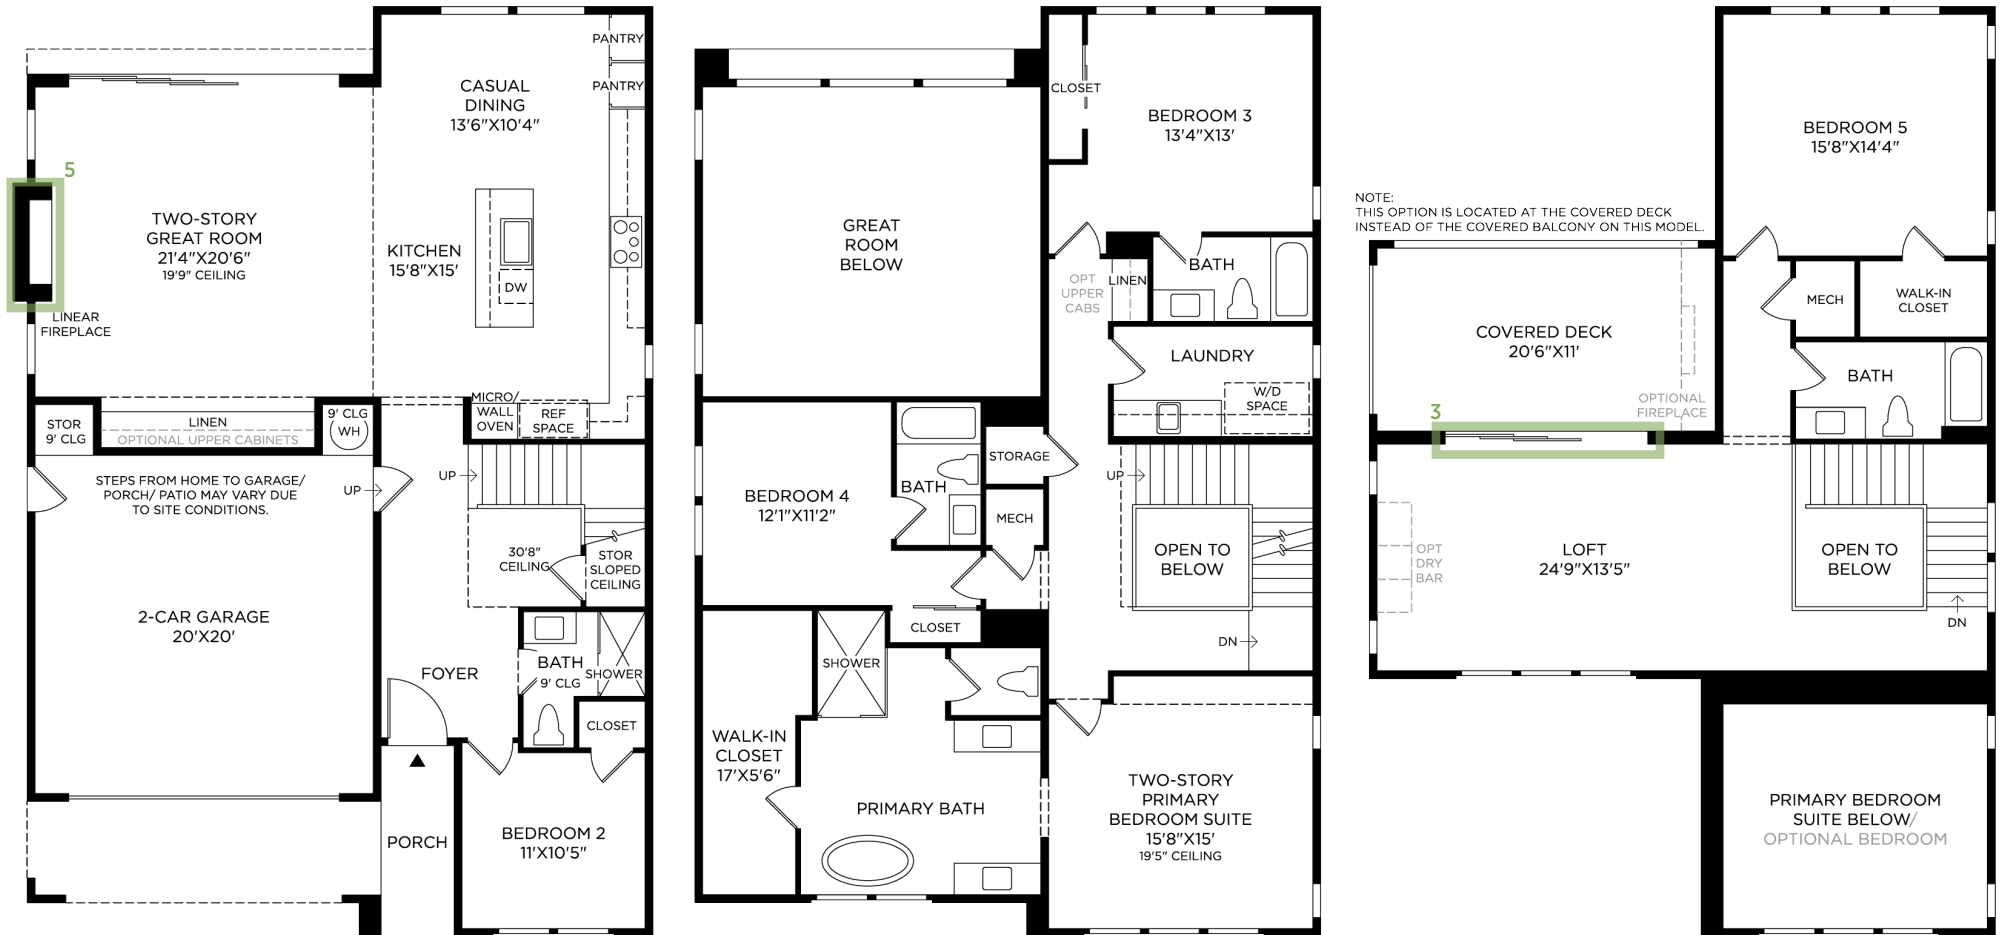 PANTRY
PANTRY
CASUAL
DINING
13'6"X10'4"
5
TWO-STORY
GREAT ROOM
21'4"X20'6"
19'9" CEILING
KITCHEN
15'8"X15'
DW
LINEAR
FIREPLACE
STOR
9' CLG
LINEN
OPTIONAL UPPER CABINETS
9' CLG
WH
MICRO/
WALL
OVEN
REF
SPACE
STEPS FROM HOME TO GARAGE/
PORCH/ PATIO MAY VARY DUE
TO SITE CONDITIONS.
UP
UP
30'8"
CEILING
STOR
SLOPED
CEILING
2-CAR GARAGE
20'X20'
FOYER
BATH
9' CLG
SHOWER
CLOSET
PORCH
BEDROOM 2
11'X10'5"
CLOSET
BEDROOM 3
13'4"X13'
GREAT
ROOM
BELOW
OPT
UPPER
CABS
LINEN
BATH
LAUNDRY
W/D
SPACE
STORAGE
BEDROOM 4
12'1"X11'2"
BATH
MECH
UP
OPEN TO
BELOW
DN
CLOSET
SHOWER
WALK-IN
CLOSET
17'X5'6"
PRIMARY BATH
TWO-STORY
PRIMARY
BEDROOM SUITE
15'8"X15'
19'5" CEILING
BEDROOM 5
15'8"X14'4"
NOTE:
THIS OPTION IS LOCATED AT THE COVERED DECK
INSTEAD OF THE COVERED BALCONY ON THIS MODEL.
MECH
WALK-IN
CLOSET
COVERED DECK
20'6"X11'
OPTIONAL
FIREPLACE
BATH
3
OPT
DRY
BAR
LOFT
24'9"X13'5"
OPEN TO
BELOW
DN
PRIMARY BEDROOM
SUITE BELOW/
OPTIONAL BEDROOM